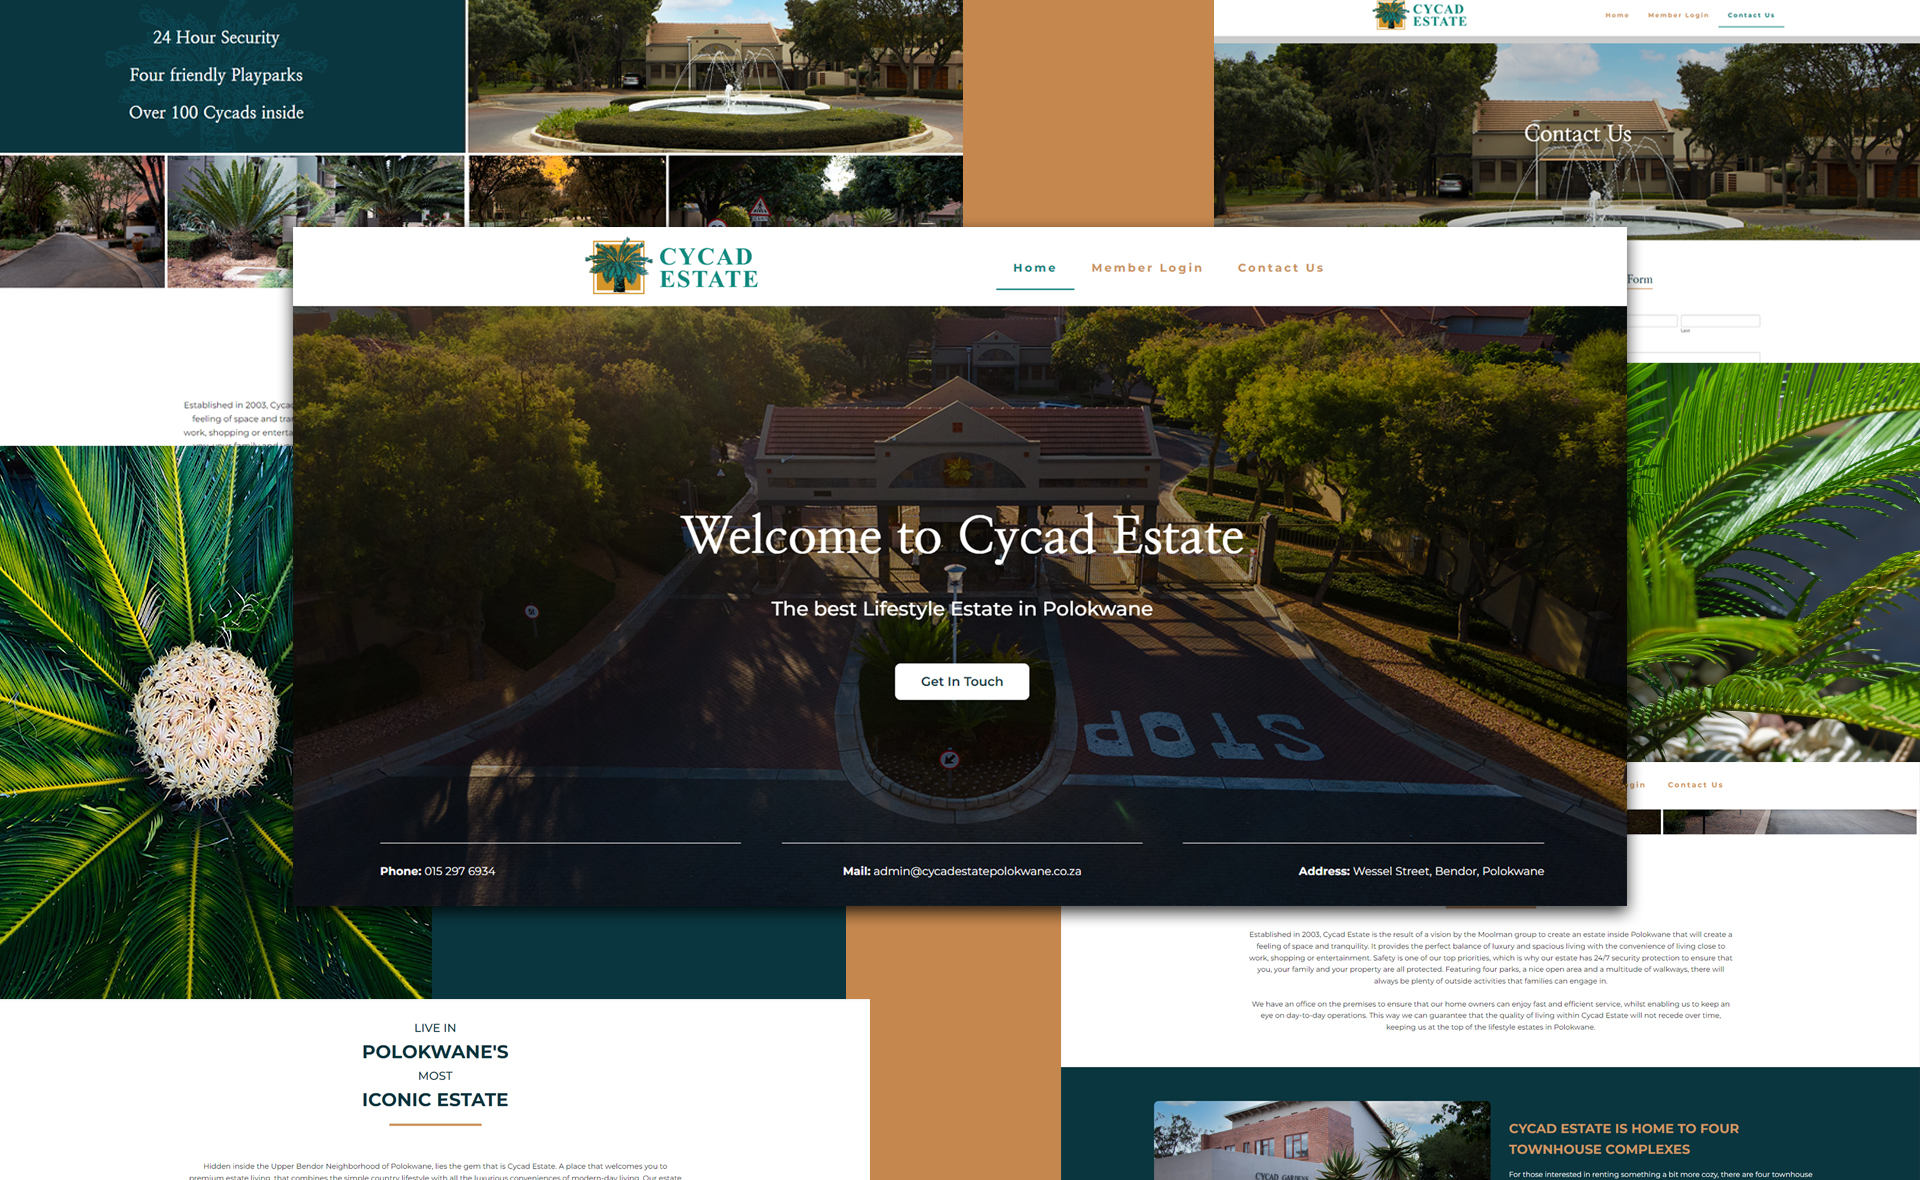 24 Hour Security
Four friendly Playparks
Over 100 Cycads inside
CYCAD
ESTATE
Home Member Login Contact Us
Contact Us
Form
Last
Established in 2003,
feeling of space and
work, shopping or
CYCAD
ESTATE
Home Member Login Contact Us
Welcome to Cycad Estate
The best Lifestyle Estate in Polokwane
Get In Touch
STOP
Phone: 015 297 6934
Mail: admin@cycadestatepolokwane.co.za
Address: Wessel Street, Bendor, Polokwane
Contact Us
Established in 2003, Cycad Estate is the result of a vision by the Moolman group to create an estate inside Polokwane that will create a
feeling of space and tranquility. It provides the perfect balance of luxury and spacious living with the convenience of living close to
work, shopping or entertainment. Safety is one of our top priorities, which is why our estate has 24/7 security protection to ensure that
you, your family and your property are all protected. Featuring four parks, a nice open area and a multitude of walkways, there will
always be plenty of outside activities that families can engage in.
We have an office on the premises to ensure that our home owners can enjoy fast and efficient service, whilst enabling us to keep an
eye on day-to-day operations. This way we can guarantee that the quality of living within Cycad Estate will not recede over time,
keeping us at the top of the lifestyle estates in Polokwane.
LIVE IN
POLOKWANE'S
MOST
ICONIC ESTATE
Hidden inside the Upper Bendor Neighborhood of Polokwane, lies the gem that is Cycad Estate. A place that welcomes you to
premium estate living, that combines the simple country lifestyle with all the luxurious conveniences of modern-day living. Our estate
CYCAD GARDENS
CYCAD ESTATE IS HOME TO FOUR
TOWNHOUSE COMPLEXES
For those interested in renting something a bit more cozy, there are four townhouse